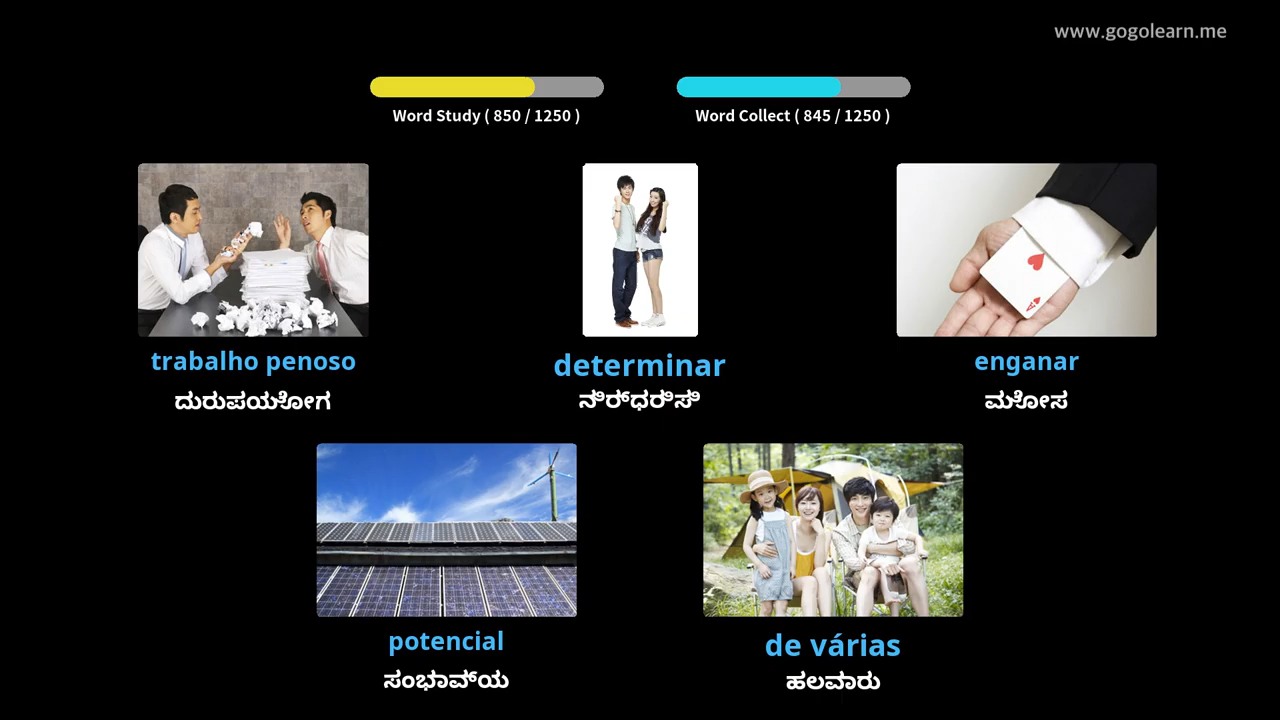 www.gogolearn.me
Word Study ( 850 / 1250 )
Word Collect ( 845 / 1250 )
trabalho penoso
ದುರುಪಯೋಗ
determinar
ನಿರ್ಧರಿಸಿ
enganar
ಮೋಸ
potencial
ಸಂಭಾವ್ಯ
de várias
ಹಲವಾರು